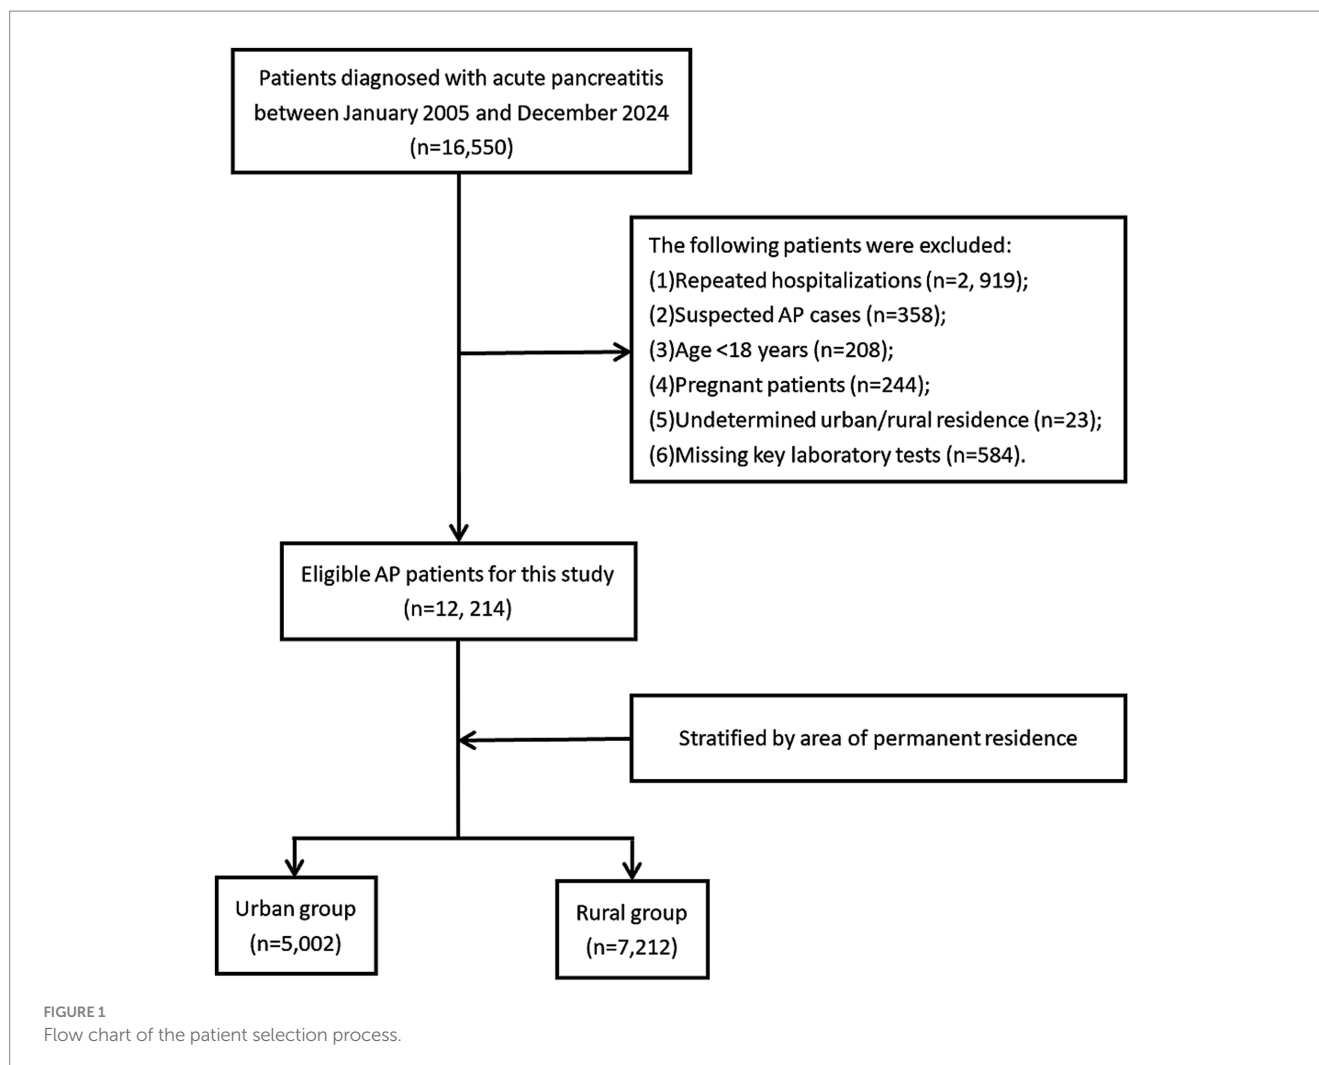 Patients diagnosed with acute pancreatitis
between January 2005 and December 2024
(n=16,550)
The following patients were excluded:
(1)Repeated hospitalizations (n=2, 919);
(2)Suspected AP cases (n=358);
(3)Age <18 years (n=208);
(4)Pregnant patients (n=244);
(5)Undetermined urban/rural residence (n=23);
(6)Missing key laboratory tests (n=584).
Eligible AP patients for this study
(n=12, 214)
Stratified by area of permanent residence
Urban group
(n=5,002)
Rural group
(n=7,212)
FIGURE 1
Flow chart of the patient selection process.